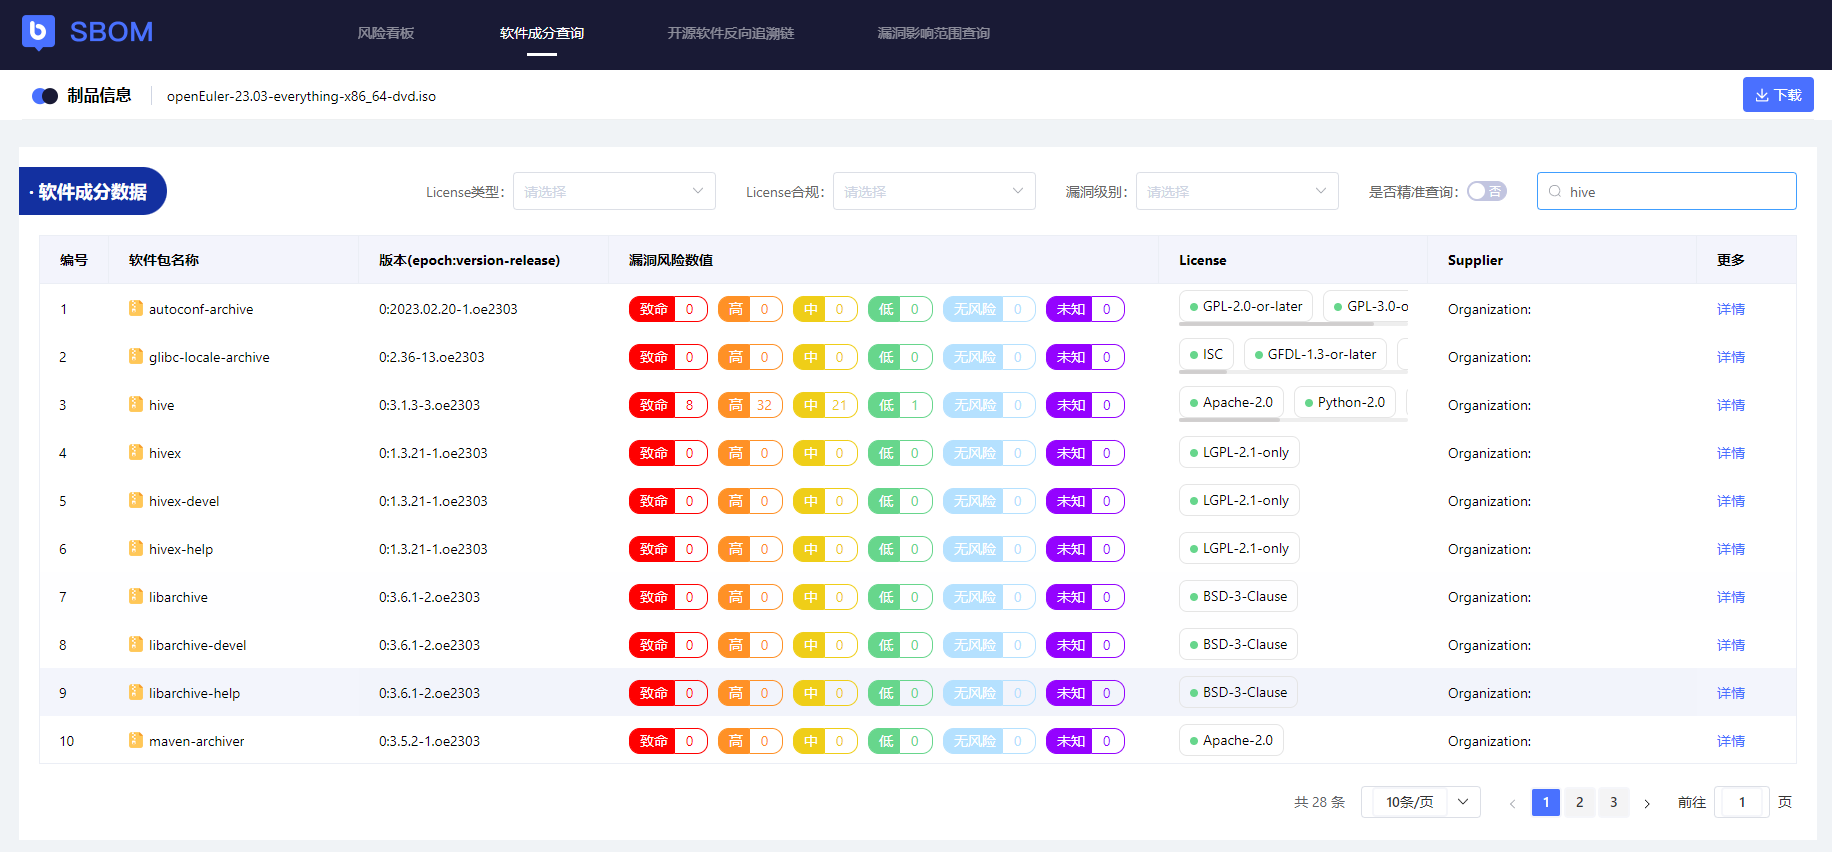 SBOM 风险看板 软件成分查询 开源软件反向追溯链 漏洞影响范围查询
制品信息 openEuler-23.03-everything-x86_64-dvd.iso 下载
· 软件成分数据 License类型: 请选择 License合规: 请选择 漏洞级别: 请选择 是否精准查询: 否 hive
编号 软件包名称 版本(epoch:version-release) 漏洞风险数值 License Supplier 更多
1 autoconf-archive 0:2023.02.20-1.oe2303 致命 0 高 0 中 0 低 0 无风险 0 未知 0 GPL-2.0-or-later GPL-3.0-o Organization: 详情
2 glibc-locale-archive 0:2.36-13.oe2303 致命 0 高 0 中 0 低 0 无风险 0 未知 0 ISC GFDL-1.3-or-later Organization: 详情
3 hive 0:3.1.3-3.oe2303 致命 8 高 32 中 21 低 1 无风险 0 未知 0 Apache-2.0 Python-2.0 Organization: 详情
4 hivex 0:1.3.21-1.oe2303 致命 0 高 0 中 0 低 0 无风险 0 未知 0 LGPL-2.1-only Organization: 详情
5 hivex-devel 0:1.3.21-1.oe2303 致命 0 高 0 中 0 低 0 无风险 0 未知 0 LGPL-2.1-only Organization: 详情
6 hivex-help 0:1.3.21-1.oe2303 致命 0 高 0 中 0 低 0 无风险 0 未知 0 LGPL-2.1-only Organization: 详情
7 libarchive 0:3.6.1-2.oe2303 致命 0 高 0 中 0 低 0 无风险 0 未知 0 BSD-3-Clause Organization: 详情
8 libarchive-devel 0:3.6.1-2.oe2303 致命 0 高 0 中 0 低 0 无风险 0 未知 0 BSD-3-Clause Organization: 详情
9 libarchive-help 0:3.6.1-2.oe2303 致命 0 高 0 中 0 低 0 无风险 0 未知 0 BSD-3-Clause Organization: 详情
10 maven-archiver 0:3.5.2-1.oe2303 致命 0 高 0 中 0 低 0 无风险 0 未知 0 Apache-2.0 Organization: 详情
共 28 条 10条/页 1 2 3 前往 1 页